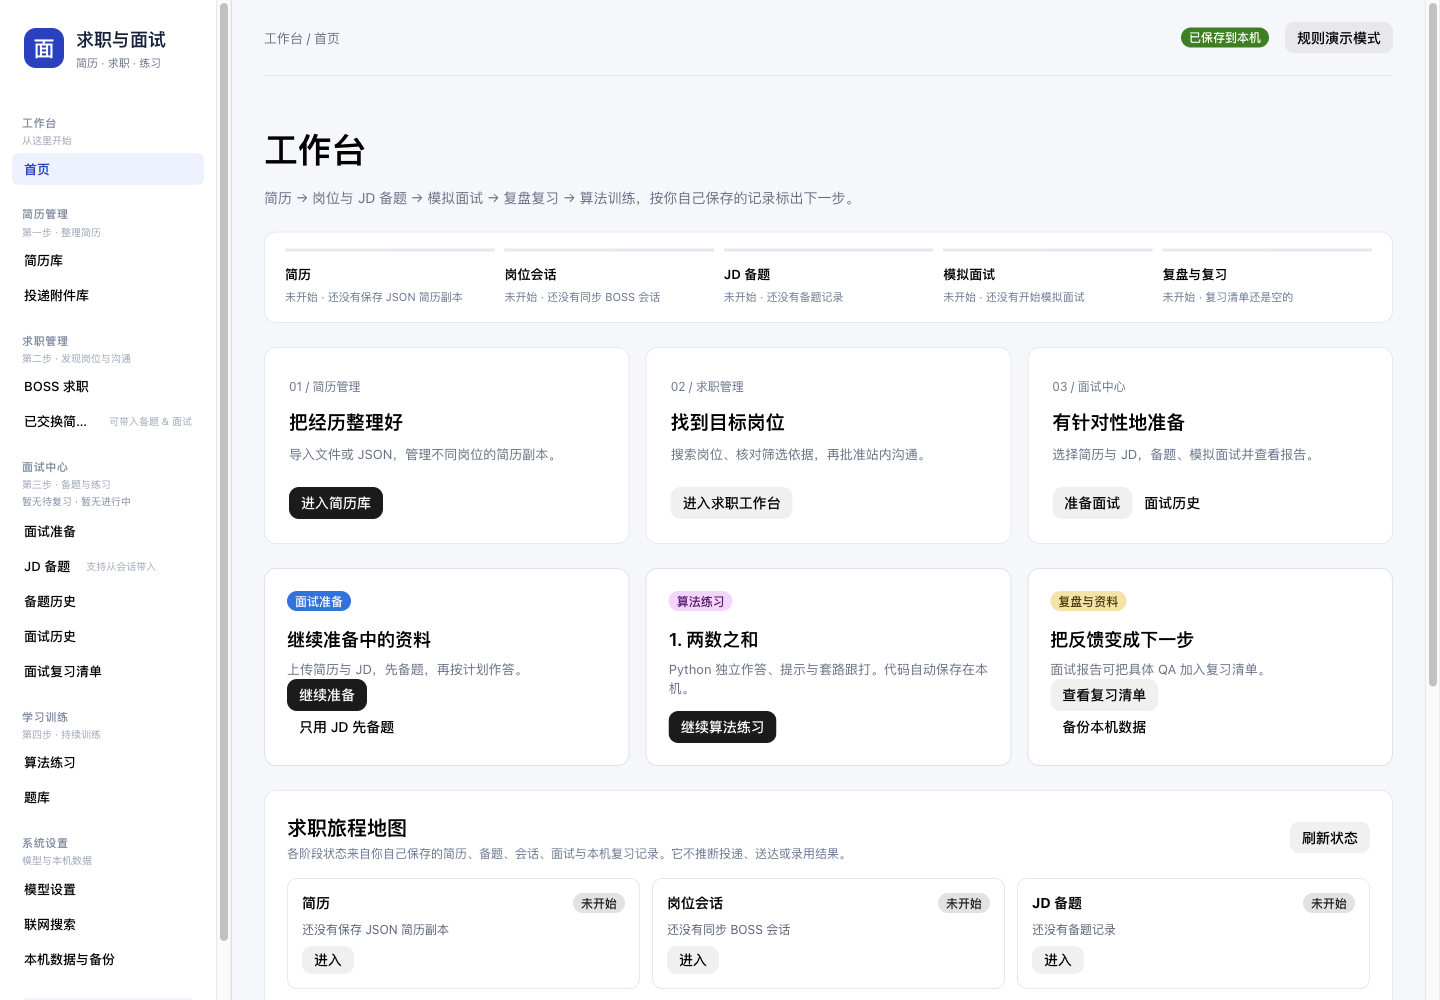 面
求职与面试
简历 · 求职 · 练习
工作台
从这里开始
首页
简历管理
第一步 · 整理简历
简历库
投递附件库
求职管理
第二步 · 发现岗位与沟通
BOSS 求职
已交换简...
可带入备题 & 面试
面试中心
第三步 · 备题与练习
暂无待复习 · 暂无进行中
面试准备
JD 备题
支持从会话带入
备题历史
面试历史
面试复习清单
学习训练
第四步 · 持续训练
算法练习
题库
系统设置
模型与本机数据
模型设置
联网搜索
本机数据与备份
工作台 / 首页
已保存到本机
规则演示模式
工作台
简历 → 岗位与 JD 备题 → 模拟面试 → 复盘复习 → 算法训练，按你自己保存的记录标出下一步。
简历
未开始 · 还没有保存 JSON 简历副本
岗位会话
未开始 · 还没有同步 BOSS 会话
JD 备题
未开始 · 还没有备题记录
模拟面试
未开始 · 还没有开始模拟面试
复盘与复习
未开始 · 复习清单还是空的
01 / 简历管理
把经历整理好
导入文件或 JSON，管理不同岗位的简历副本。
进入简历库
02 / 求职管理
找到目标岗位
搜索岗位、核对筛选依据，再批准站内沟通。
进入求职工作台
03 / 面试中心
有针对性地准备
选择简历与 JD，备题、模拟面试并查看报告。
准备面试
面试历史
面试准备
继续准备中的资料
上传简历与 JD，先备题，再按计划作答。
继续准备
只用 JD 先备题
算法练习
1. 两数之和
Python 独立作答、提示与套路跟打。代码自动保存在本
机。
继续算法练习
复盘与资料
把反馈变成下一步
面试报告可把具体 QA 加入复习清单。
查看复习清单
备份本机数据
求职旅程地图
各阶段状态来自你自己保存的简历、备题、会话、面试与本机复习记录。它不推断投递、送达或录用结果。
刷新状态
简历
未开始
还没有保存 JSON 简历副本
进入
岗位会话
未开始
还没有同步 BOSS 会话
进入
JD 备题
未开始
还没有备题记录
进入